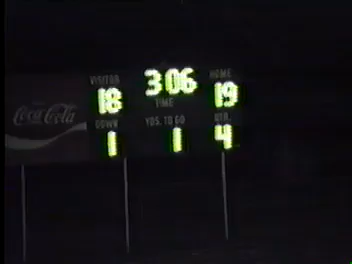 VISITOR 3:06 HOME
18 TIME 19
DOWN YDS. TO GO QTR.
1 1 4
Coca-Cola